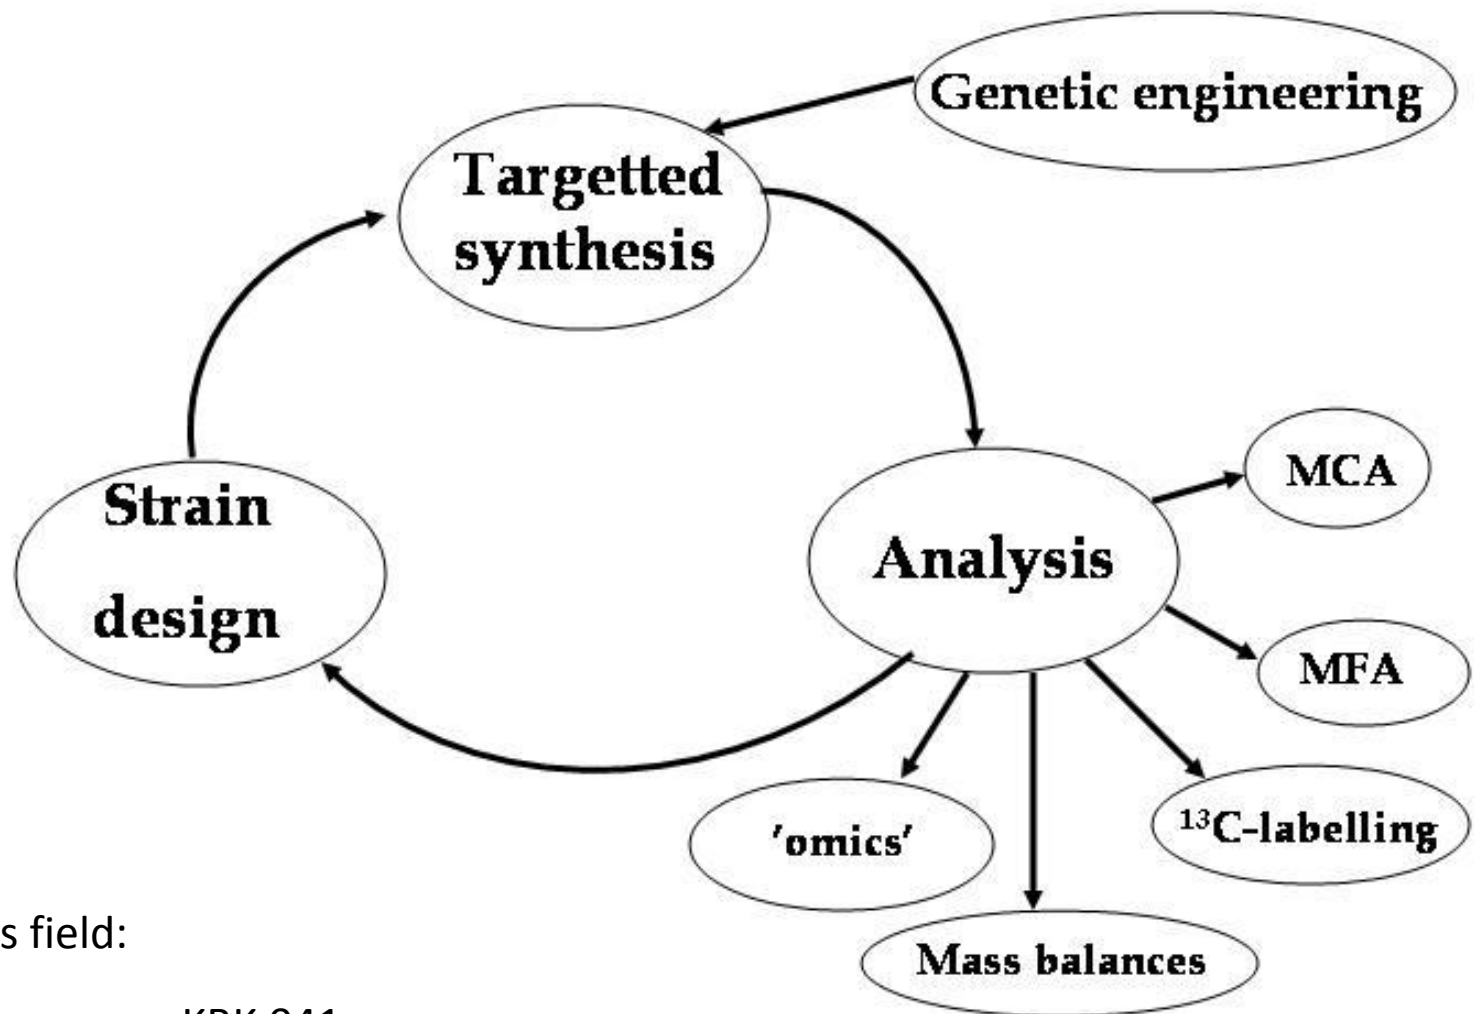 Genetic engineering
Targetted
synthesis
Strain
design
Analysis
MCA
MFA
¹³C-labelling
'omics'
Mass balances
s field: